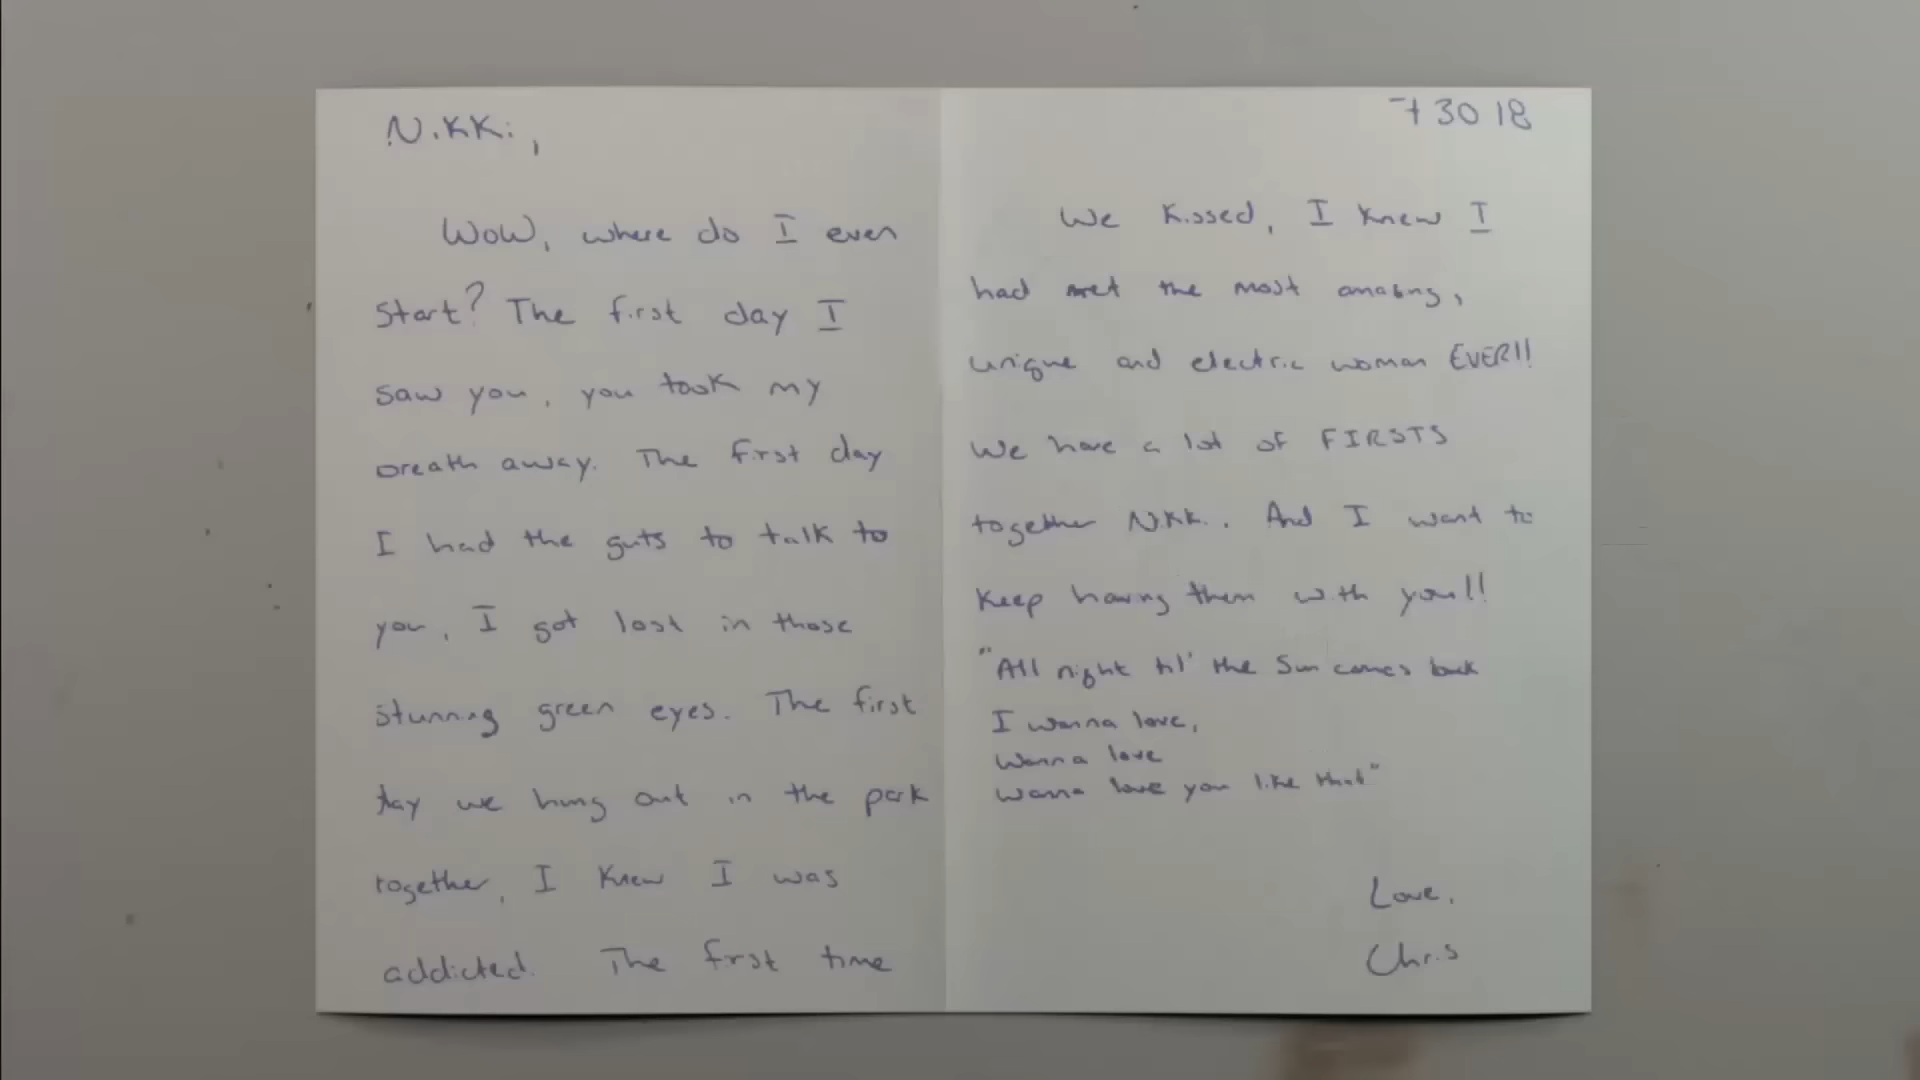 Nikki,
Wow, where do I even
start? The first day I
saw you, you took my
breath away. The first day
I had the guts to talk to
you, I got lost in those
stunning green eyes. The first
day we hung out in the park
together, I knew I was
addicted. The first time
7 30 18
We kissed, I knew I
had met the most amazing,
unique and electric woman EVER!!
We have a lot of FIRSTS
together Nikki. And I want to
keep having them with you!!
"All night til' the sun comes back
I wanna love,
wanna love
wanna love you like that"
Love,
Chris